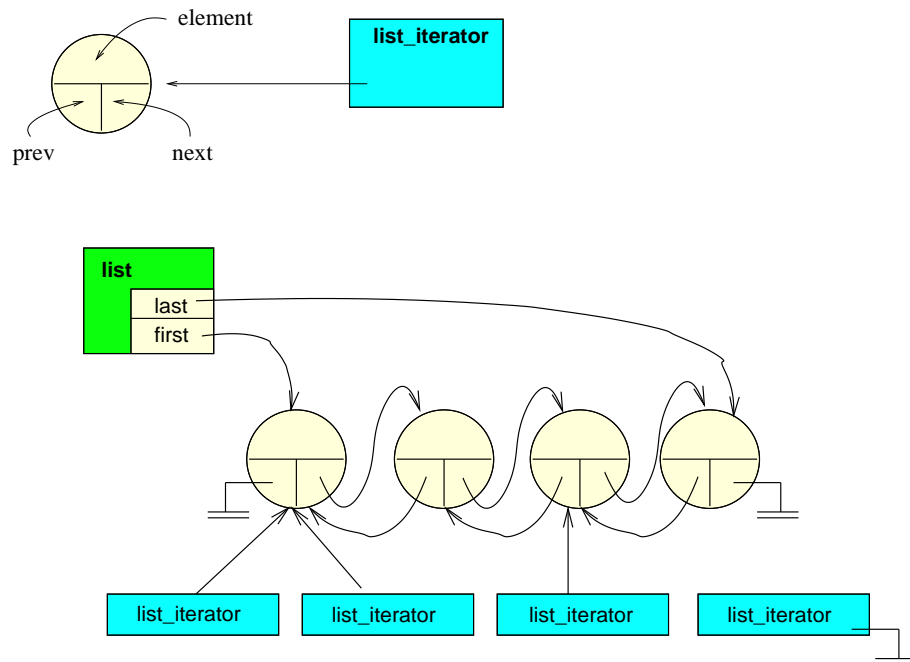 element
list_iterator
prev
next
list
last
first
list_iterator
list_iterator
list_iterator
list_iterator